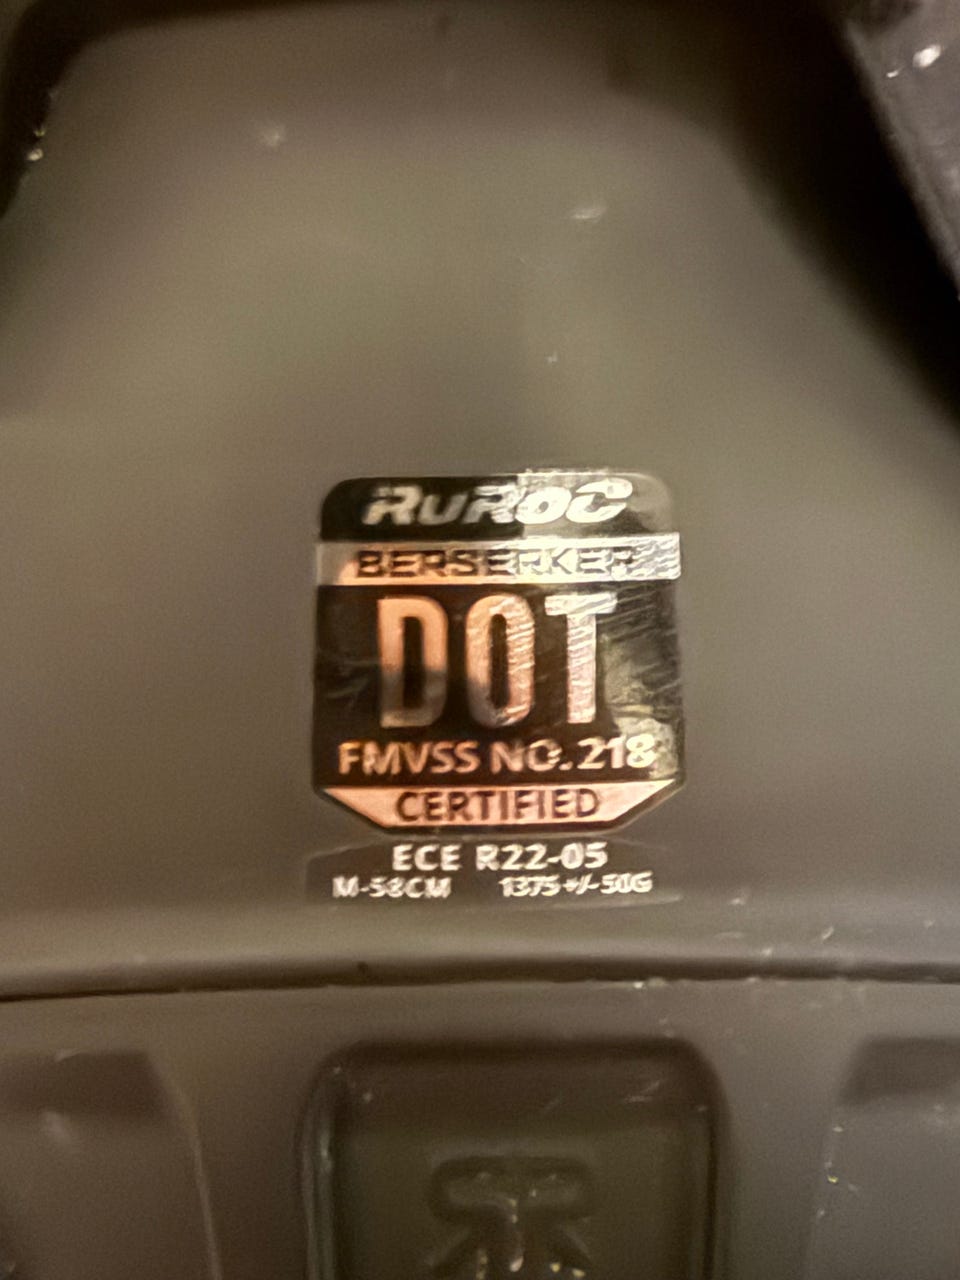 RUROC
BERSERKER
DOT
FMVSS NO. 218
CERTIFIED
ECE R22-05
M-58CM 1375+/-50G